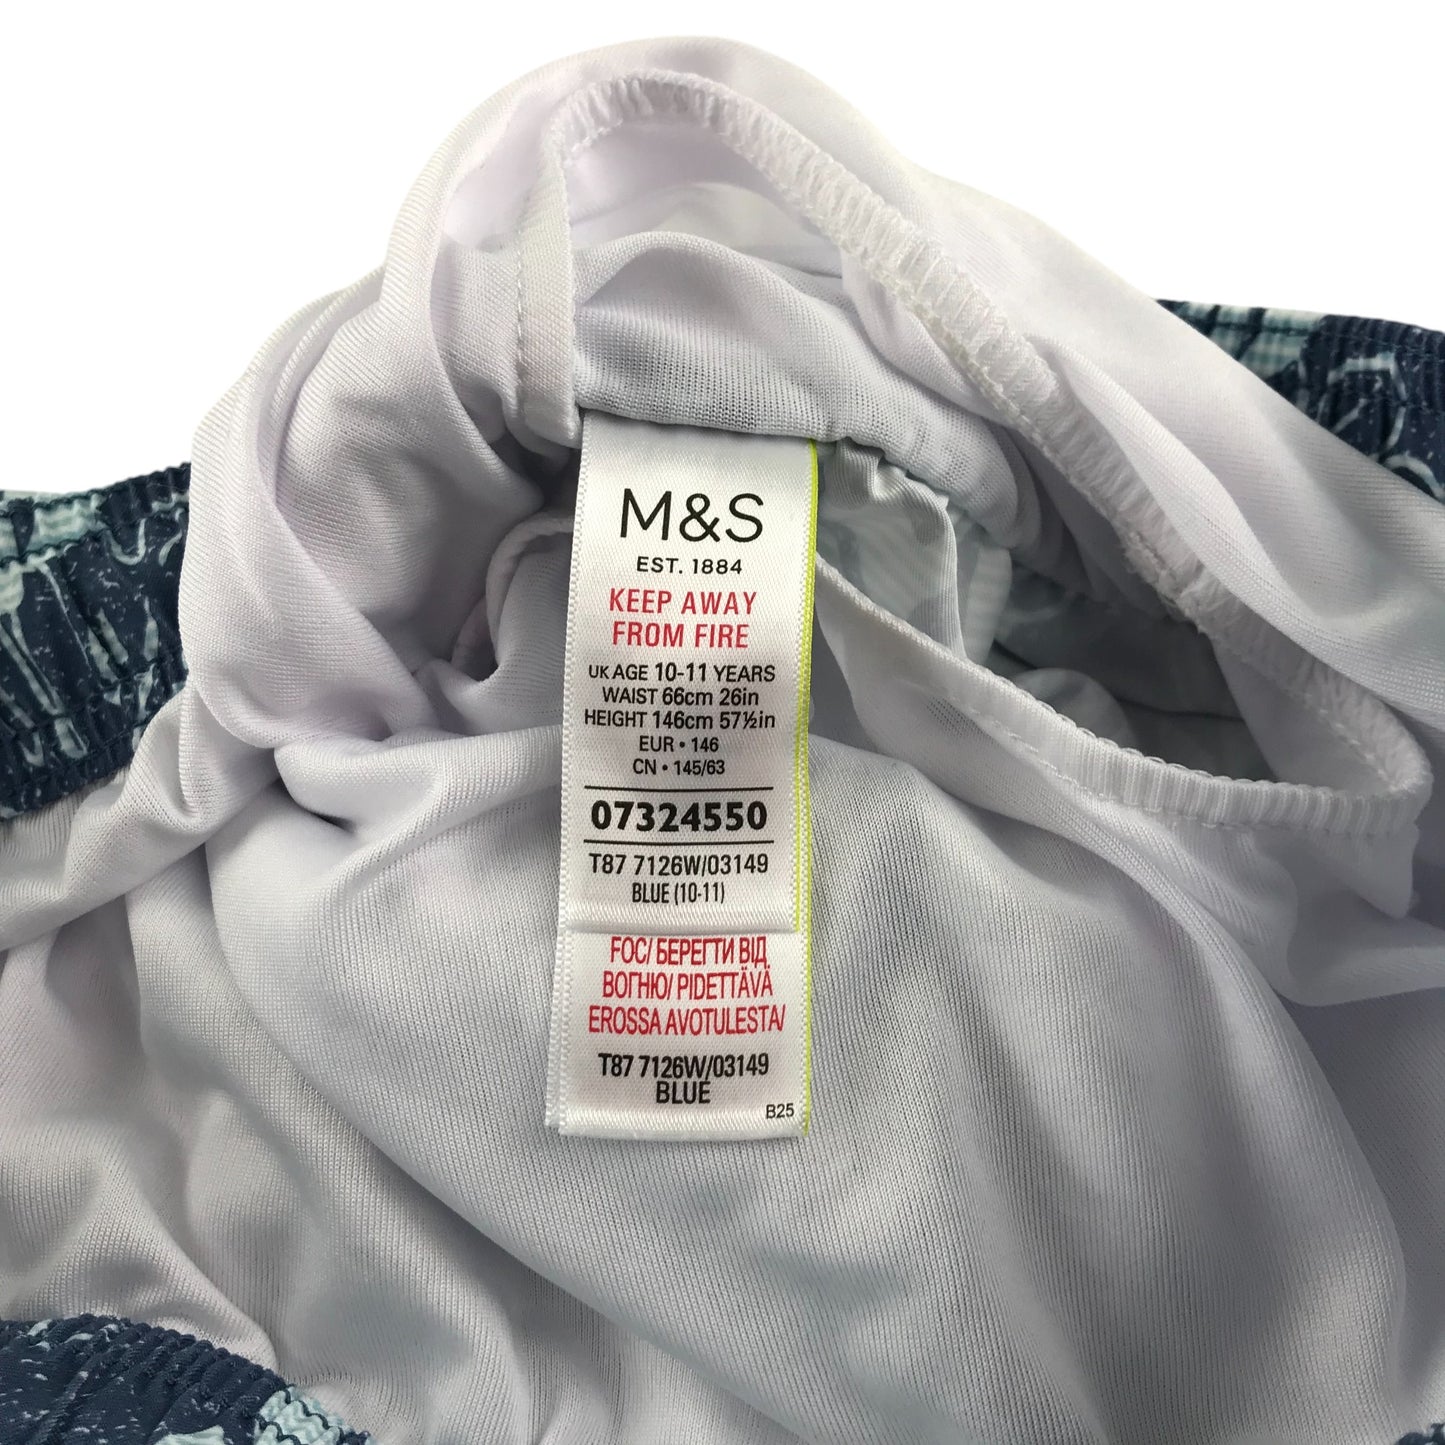 M&S
EST. 1884
KEEP AWAY
FROM FIRE
UK AGE 10-11 YEARS
WAIST 66cm 26in
HEIGHT 146cm 57½in
EUR • 146
CN • 145/63
07324550
T87 7126W/03149
BLUE (10-11)
FOC/ БЕРЕГТИ ВІД
ВОГНЮ/ PIDETTÄVÄ
EROSSA AVOTULESTA/
T87 7126W/03149
BLUE
B25